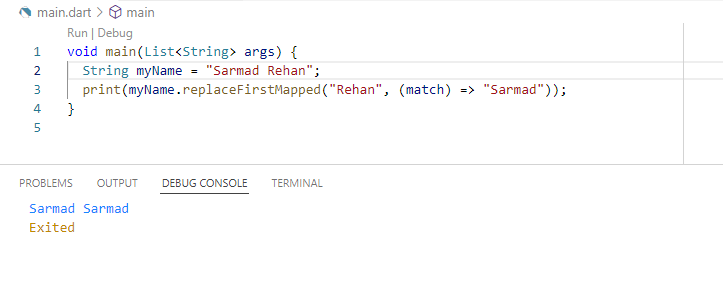 main.dart > main
Run | Debug
1 void main(List<String> args) {
2 String myName = "Sarmad Rehan";
3 print(myName.replaceFirstMapped("Rehan", (match) => "Sarmad"));
4 }
5
PROBLEMS OUTPUT DEBUG CONSOLE TERMINAL
Sarmad Sarmad
Exited